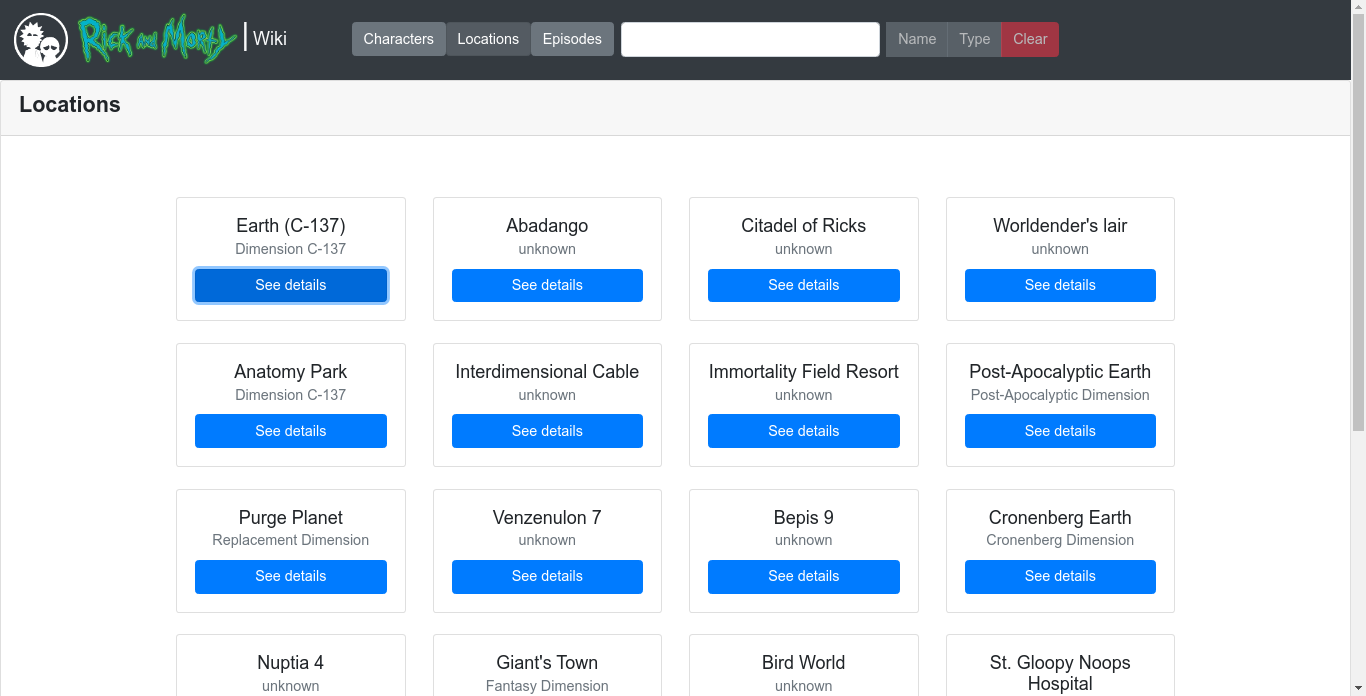 Rick and Morty | Wiki
Characters Locations Episodes Name Type Clear
Locations
Earth (C-137)
Dimension C-137
See details
Abadango
unknown
See details
Citadel of Ricks
unknown
See details
Worldender's lair
unknown
See details
Anatomy Park
Dimension C-137
See details
Interdimensional Cable
unknown
See details
Immortality Field Resort
unknown
See details
Post-Apocalyptic Earth
Post-Apocalyptic Dimension
See details
Purge Planet
Replacement Dimension
See details
Venzenulon 7
unknown
See details
Bepis 9
unknown
See details
Cronenberg Earth
Cronenberg Dimension
See details
Nuptia 4
unknown
Giant's Town
Fantasy Dimension
Bird World
unknown
St. Gloopy Noops
Hospital